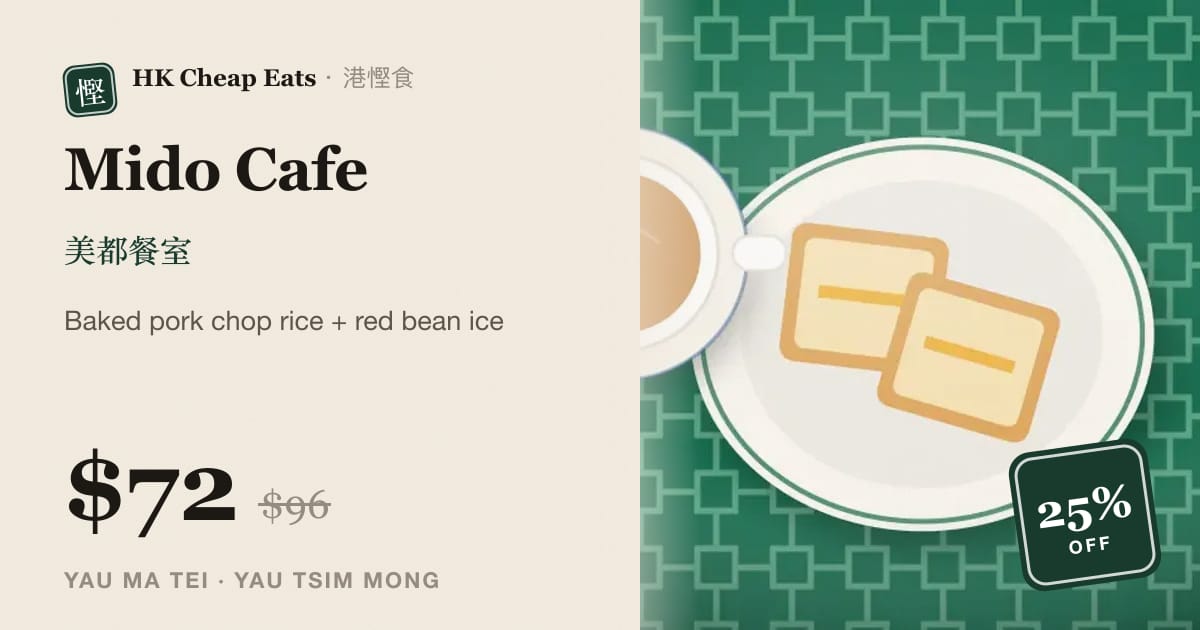 慳
HK Cheap Eats · 港慳食
Mido Cafe
美都餐室
Baked pork chop rice + red bean ice
$72 $96
YAU MA TEI · YAU TSIM MONG
25%
OFF